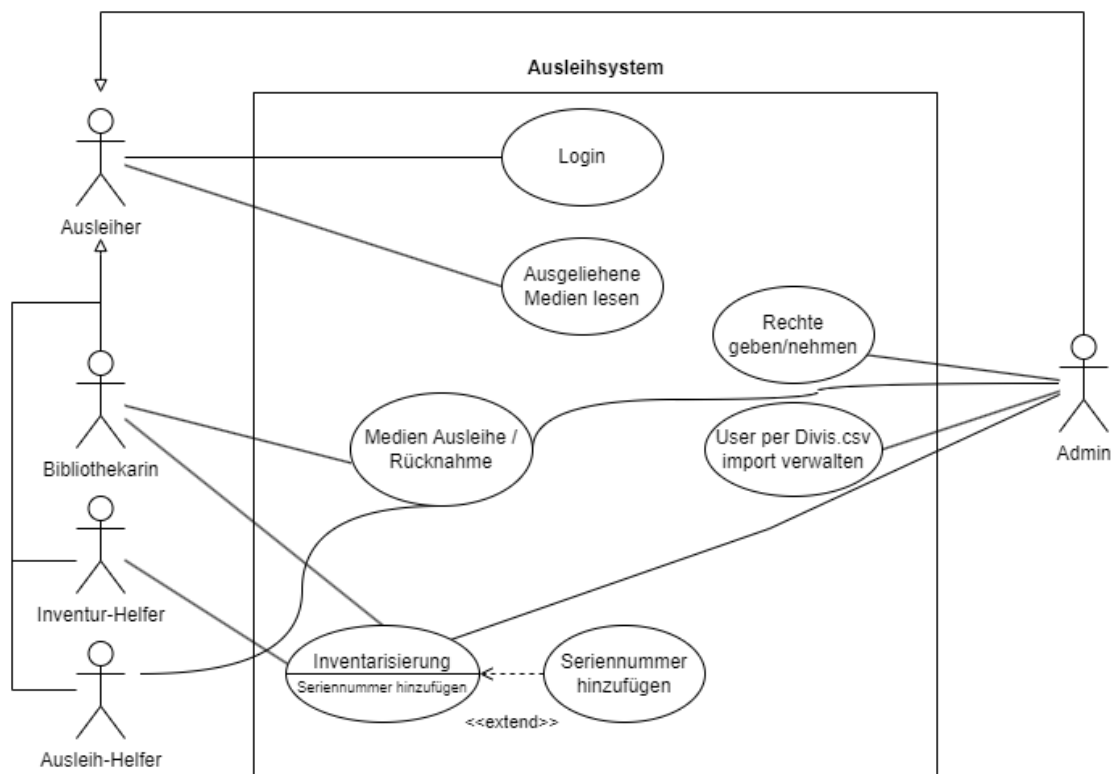 Ausleihsystem
Login
Ausleiher
Ausgeliehene
Medien lesen
Rechte
geben/nehmen
Medien Ausleihe /
Rücknahme
User per Divis.csv
import verwalten
Admin
Bibliothekarin
Inventur-Helfer
Inventarisierung
Seriennummer hinzufügen
Seriennummer
hinzufügen
<<extend>>
Ausleih-Helfer